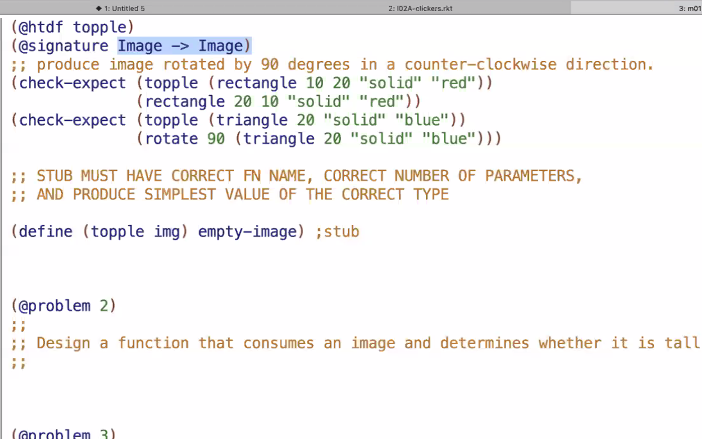 ◆ 1: Untitled 5 2: l02A-clickers.rkt 3: m01
(@htdf topple)
(@signature Image -> Image)
;; produce image rotated by 90 degrees in a counter-clockwise direction.
(check-expect (topple (rectangle 10 20 "solid" "red"))
(rectangle 20 10 "solid" "red"))
(check-expect (topple (triangle 20 "solid" "blue"))
(rotate 90 (triangle 20 "solid" "blue")))
;; STUB MUST HAVE CORRECT FN NAME, CORRECT NUMBER OF PARAMETERS,
;; AND PRODUCE SIMPLEST VALUE OF THE CORRECT TYPE
(define (topple img) empty-image) ;stub
(@problem 2)
;;
;; Design a function that consumes an image and determines whether it is tall
;;
(@problem 3)